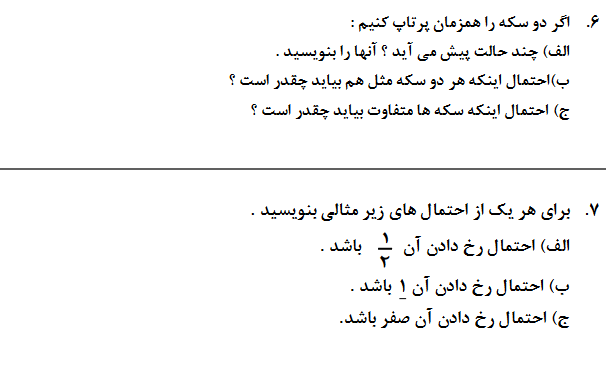 ۶. اگر دو سکه را همزمان پرتاپ کنیم :
الف) چند حالت پیش می آید ؟ آنها را بنویسید .
ب)احتمال اینکه هر دو سکه مثل هم بیاید چقدر است ؟
ج) احتمال اینکه سکه ها متفاوت بیاید چقدر است ؟
۷. برای هر یک از احتمال های زیر مثالی بنویسید .
الف) احتمال رخ دادن آن ۱/۲ باشد .
ب) احتمال رخ دادن آن ۱ باشد .
ج) احتمال رخ دادن آن صفر باشد.